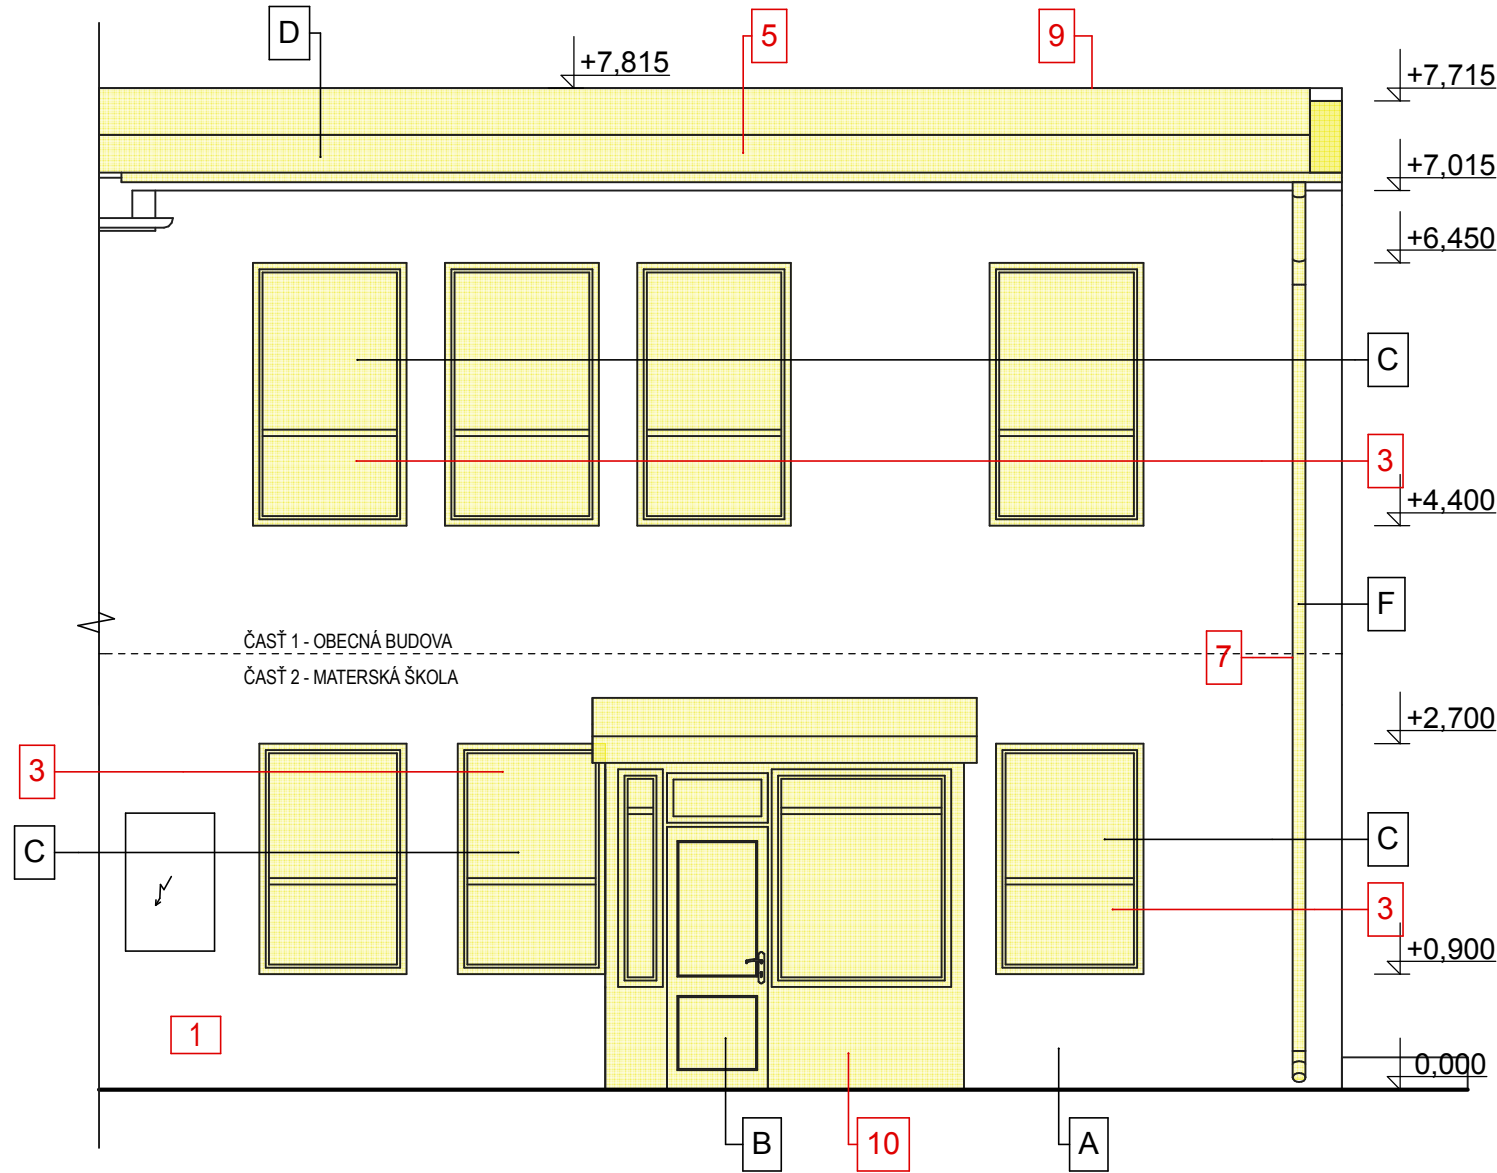 D
5
9
+7,815
+7,715
+7,015
+6,450
C
3
+4,400
F
ČASŤ 1 - OBECNÁ BUDOVA
7
ČASŤ 2 - MATERSKÁ ŠKOLA
+2,700
3
C
C
3
+0,900
1
0,000
B
10
A